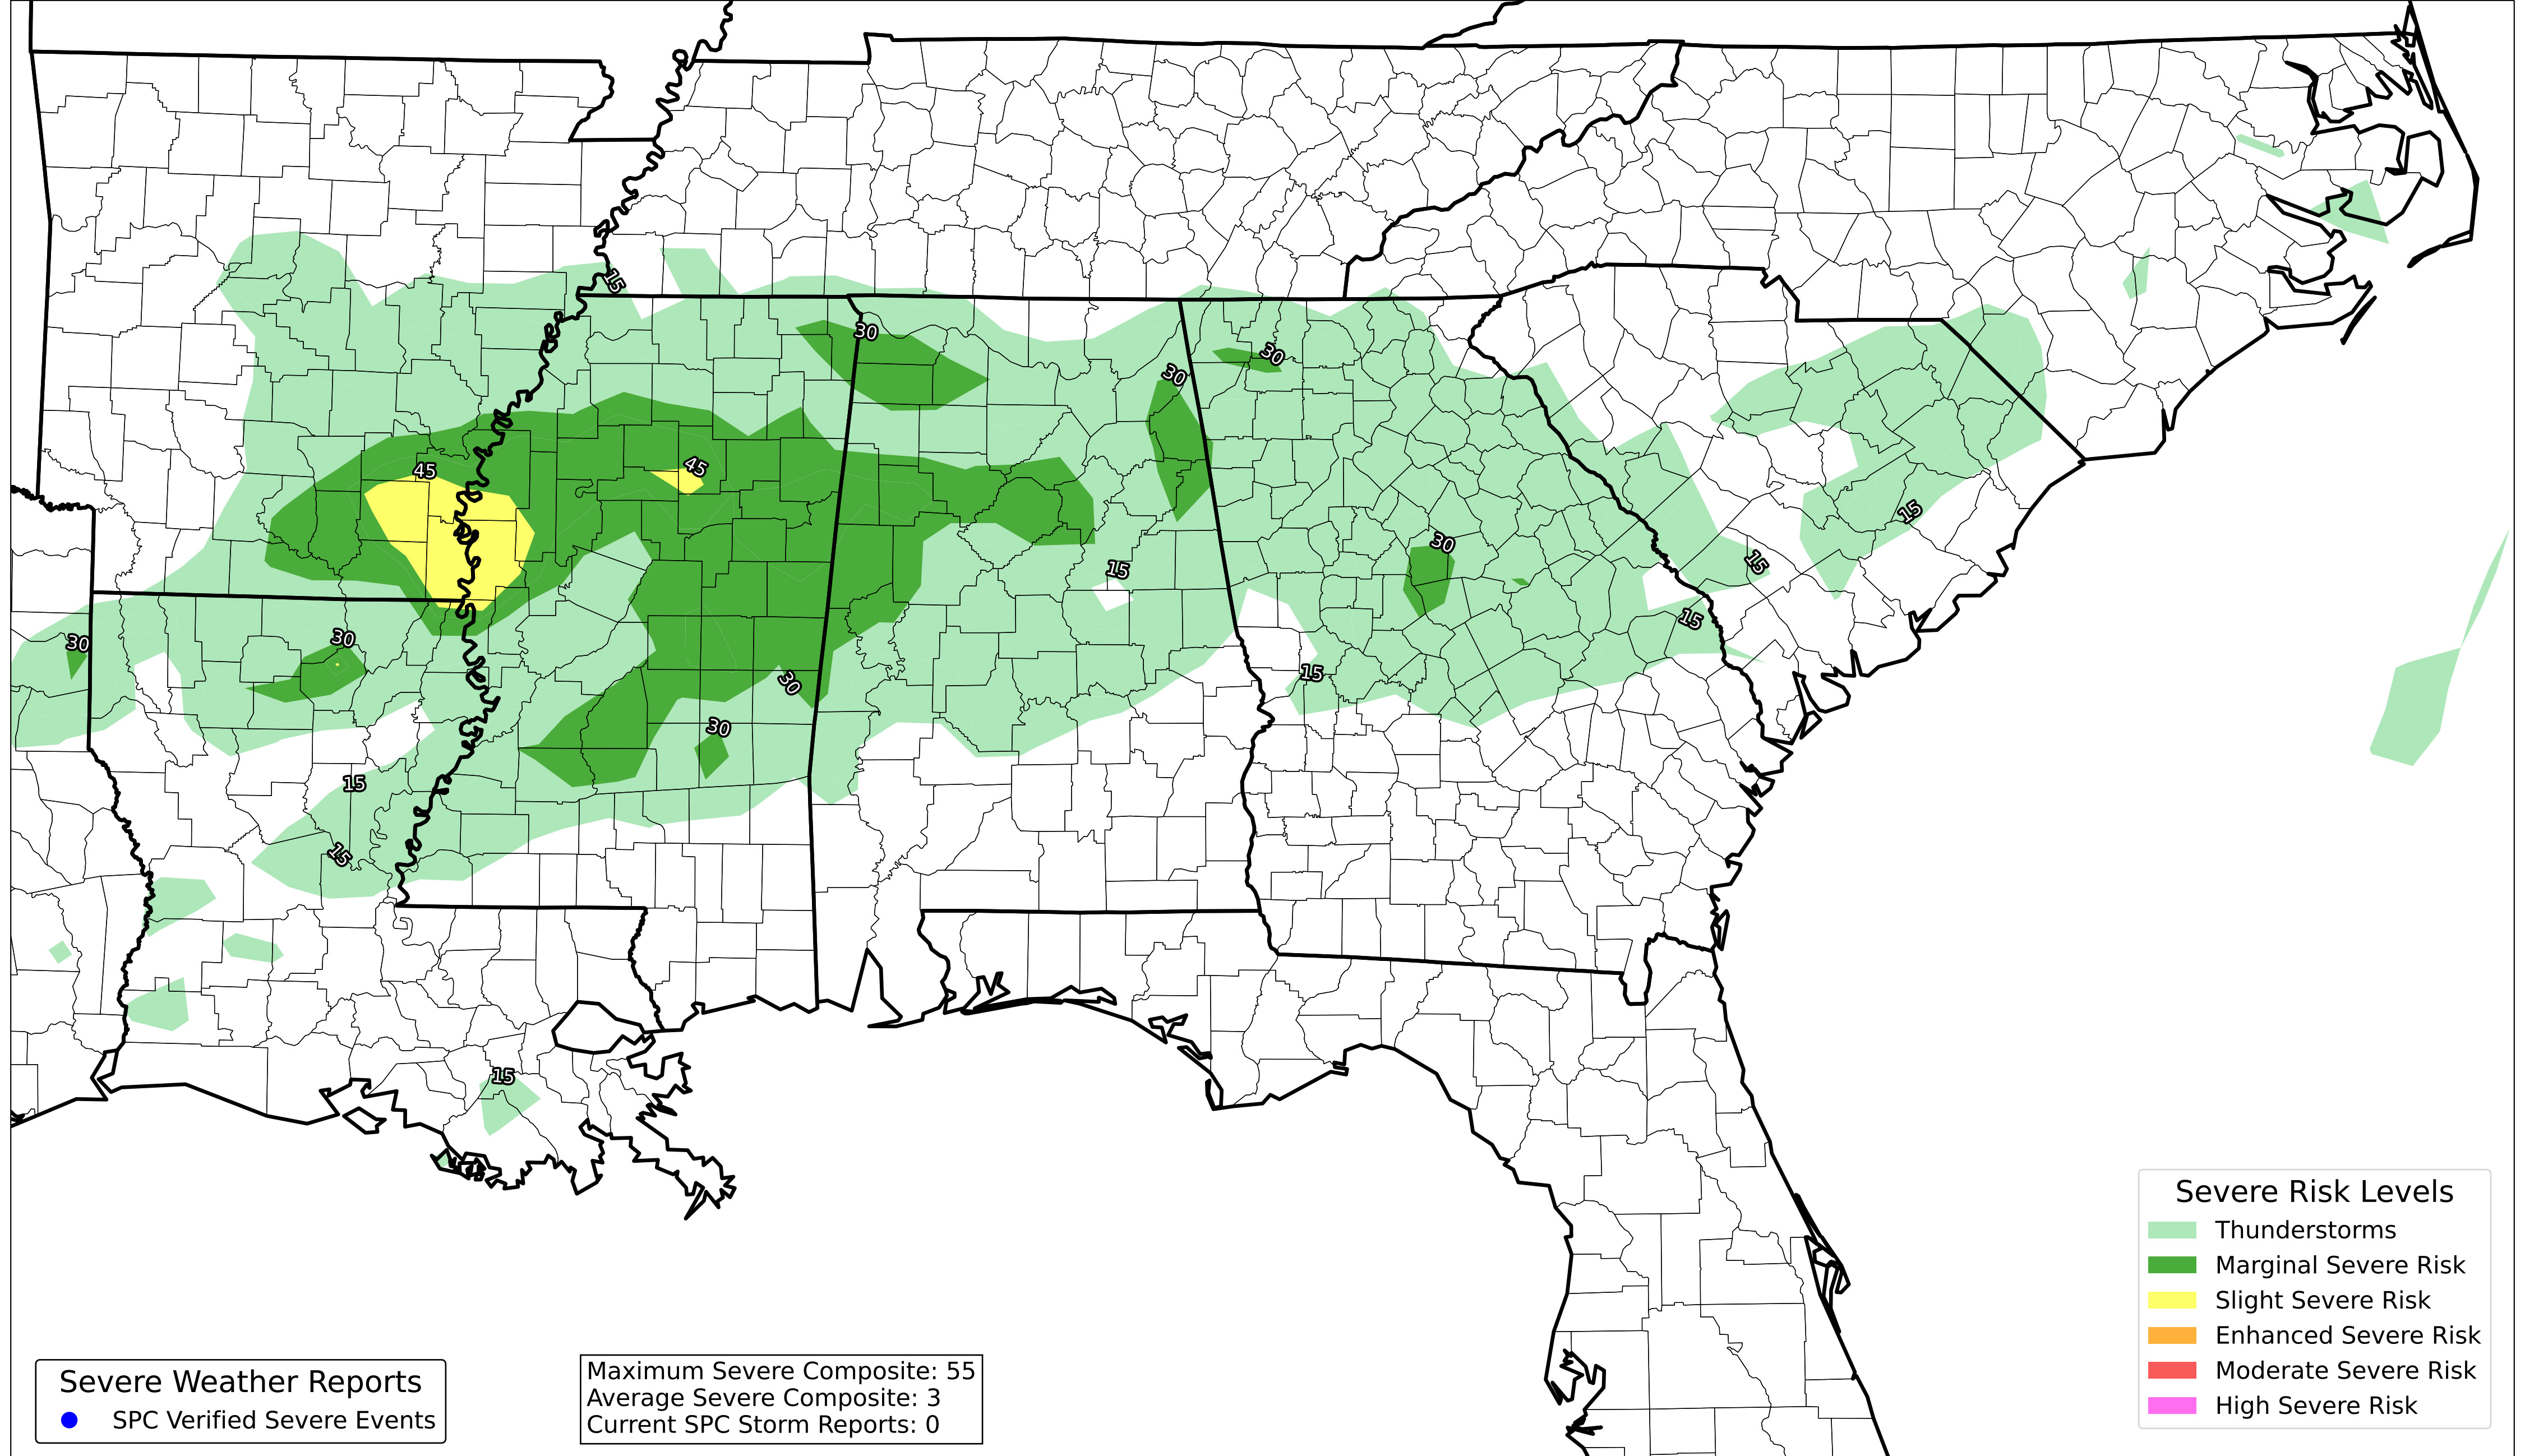 15
30
30
30
45
45
30
15
15
15
30
15
30
15
30
30
15
15
15
Severe Risk Levels
Thunderstorms
Marginal Severe Risk
Slight Severe Risk
Enhanced Severe Risk
Moderate Severe Risk
High Severe Risk
Severe Weather Reports
SPC Verified Severe Events
Maximum Severe Composite: 55
Average Severe Composite: 3
Current SPC Storm Reports: 0